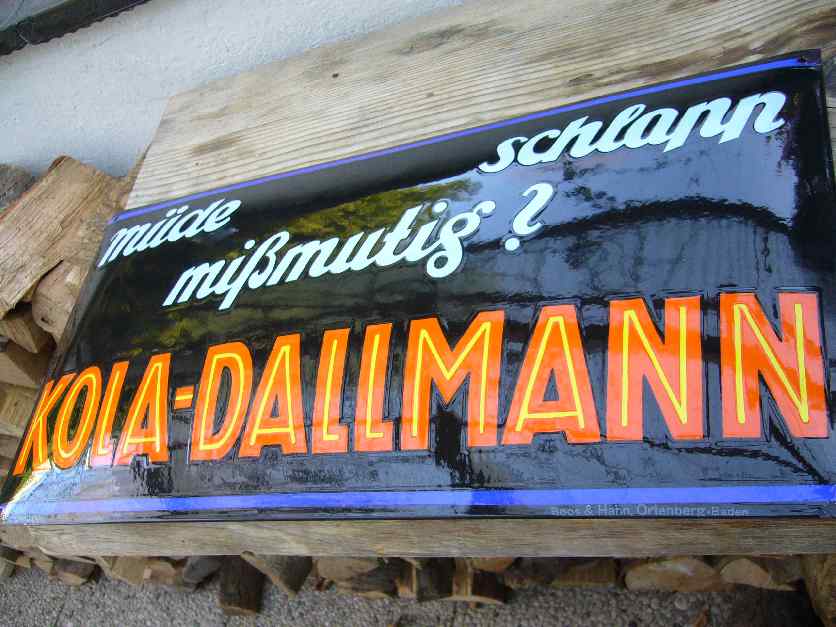 müde schlapp
mißmutig?
KOLA-DALLMANN
Boos & Hahn, Ortenberg-Baden